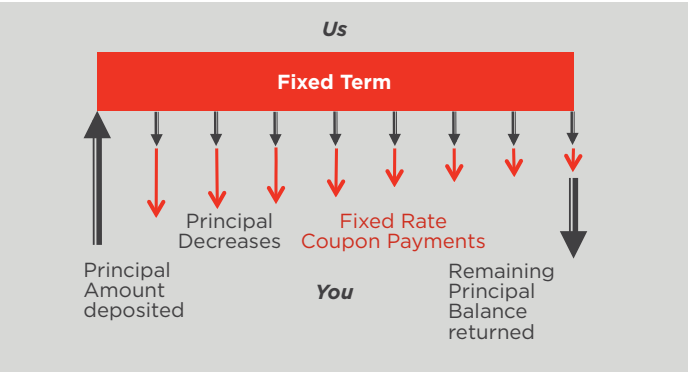 Us
Fixed Term
Principal
Decreases
Fixed Rate
Coupon Payments
Principal
Amount
deposited
You
Remaining
Principal
Balance
returned